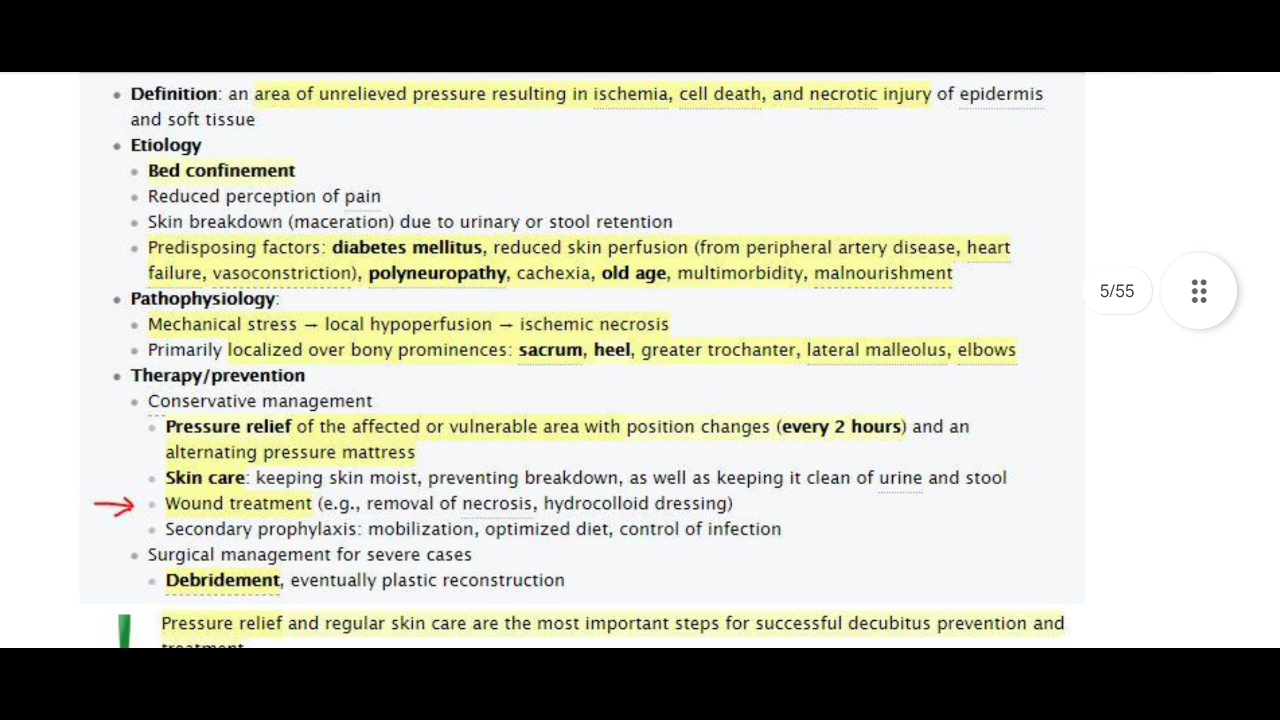 Definition: an area of unrelieved pressure resulting in ischemia, cell death, and necrotic injury of epidermis
and soft tissue
Etiology
Bed confinement
Reduced perception of pain
Skin breakdown (maceration) due to urinary or stool retention
Predisposing factors: diabetes mellitus, reduced skin perfusion (from peripheral artery disease, heart
failure, vasoconstriction), polyneuropathy, cachexia, old age, multimorbidity, malnourishment
5/55
Pathophysiology:
Mechanical stress → local hypoperfusion → ischemic necrosis
Primarily localized over bony prominences: sacrum, heel, greater trochanter, lateral malleolus, elbows
Therapy/prevention
Conservative management
Pressure relief of the affected or vulnerable area with position changes (every 2 hours) and an
alternating pressure mattress
Skin care: keeping skin moist, preventing breakdown, as well as keeping it clean of urine and stool
Wound treatment (e.g., removal of necrosis, hydrocolloid dressing)
Secondary prophylaxis: mobilization, optimized diet, control of infection
Surgical management for severe cases
Debridement, eventually plastic reconstruction
Pressure relief and regular skin care are the most important steps for successful decubitus prevention and
treatment